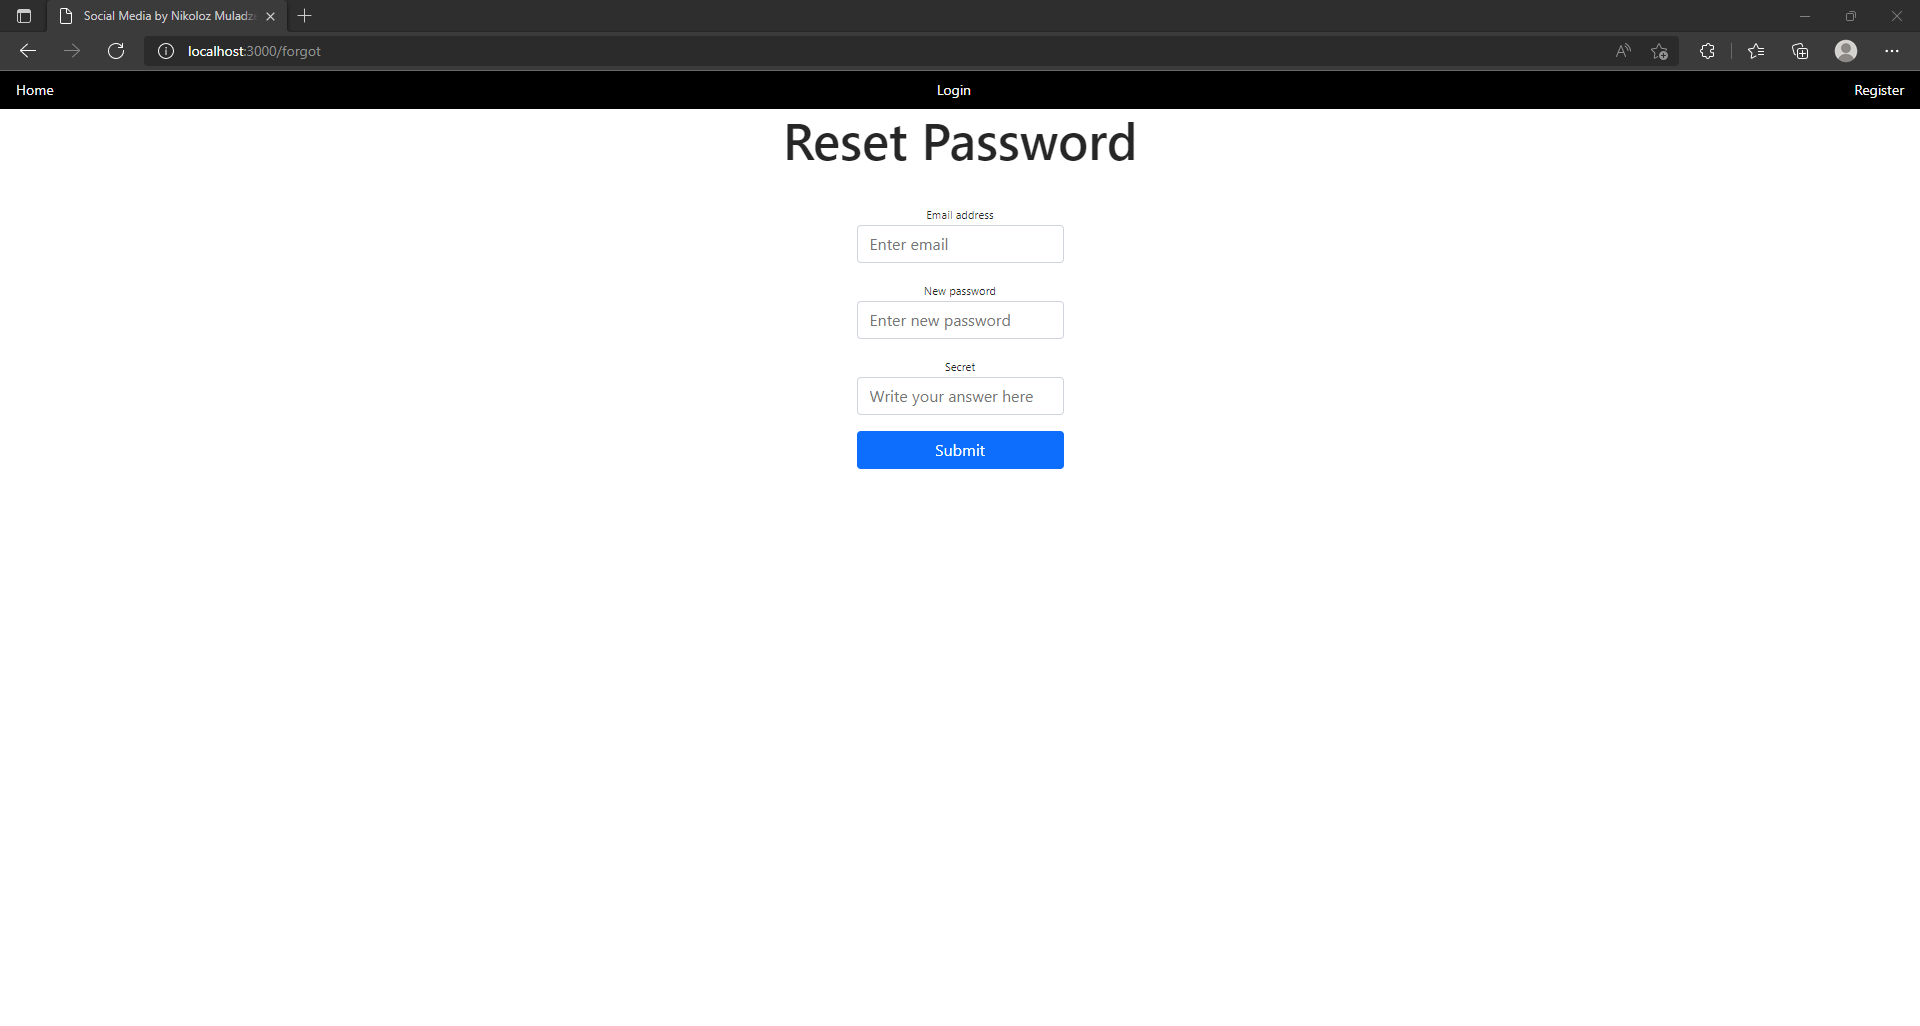 Social Media by Nikoloz Muladz
localhost:3000/forgot
Home Login Register
Reset Password
Email address
Enter email
New password
Enter new password
Secret
Write your answer here
Submit